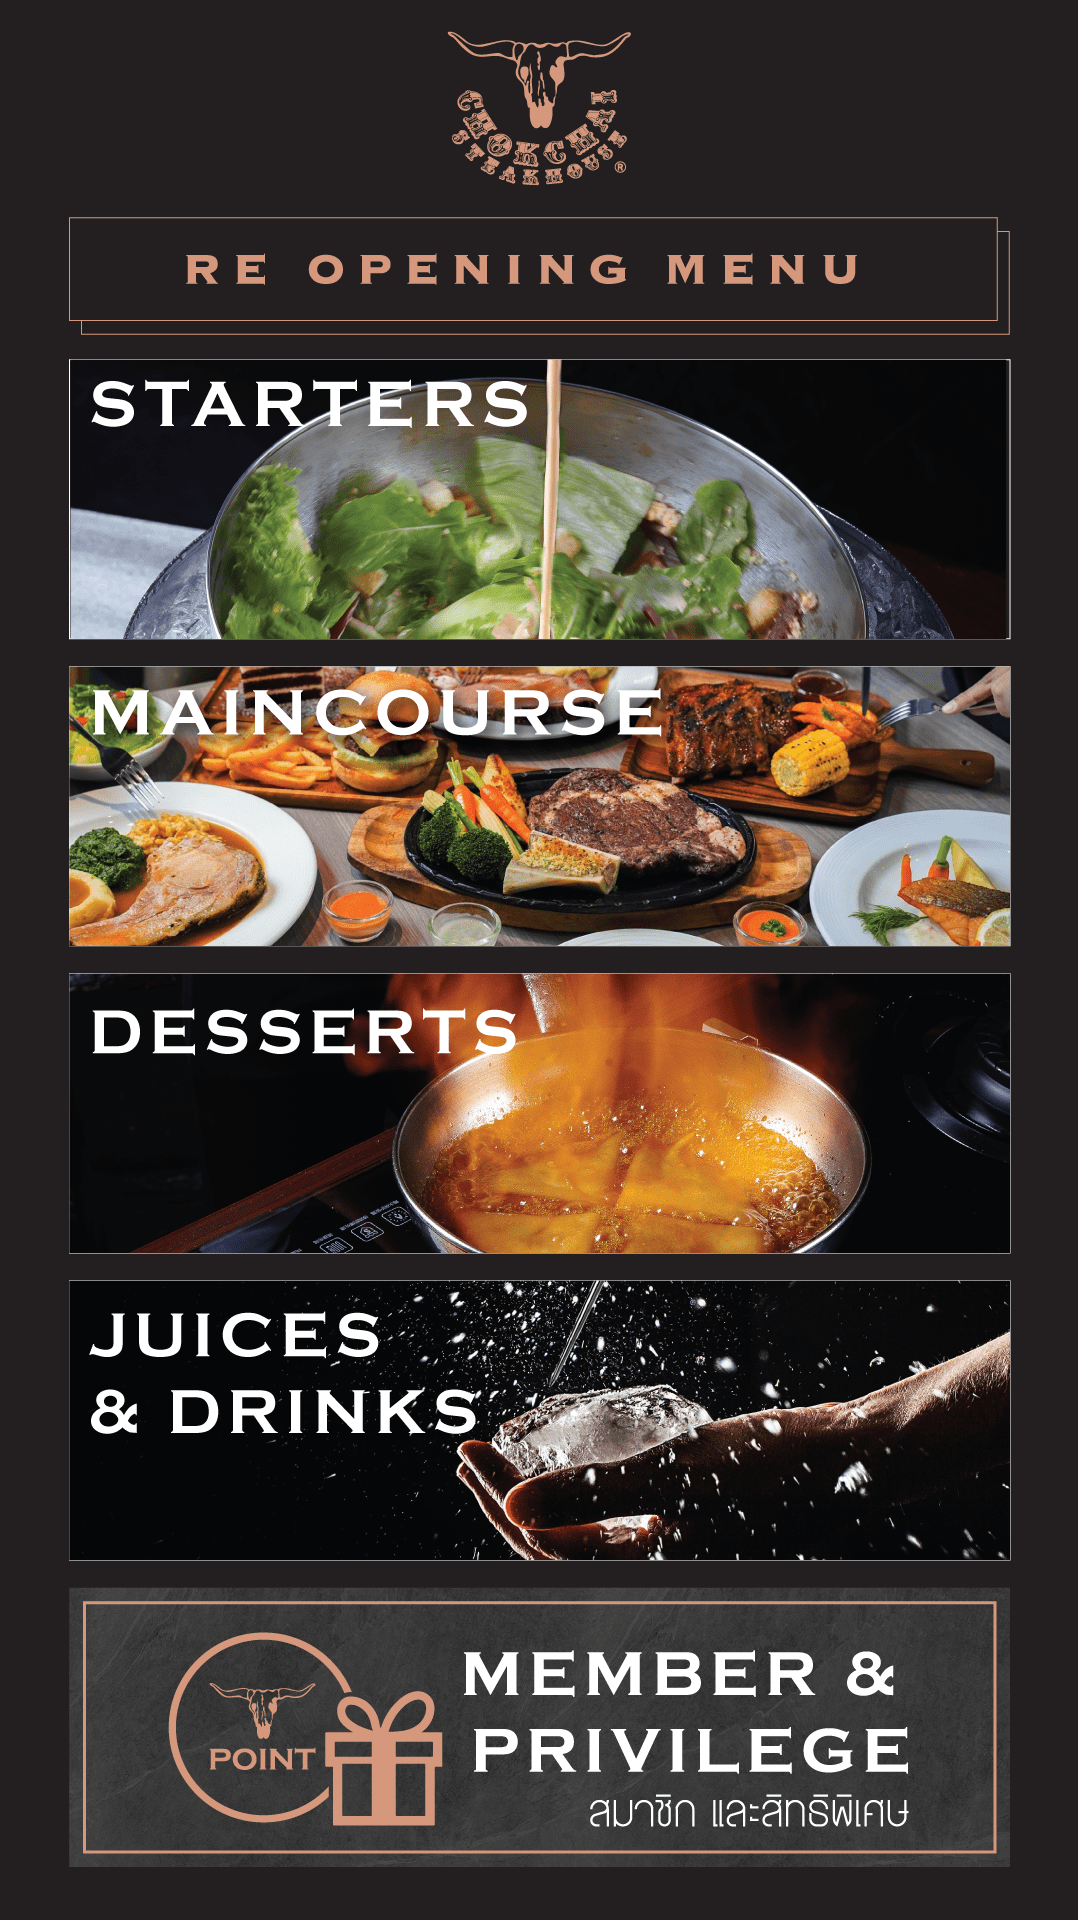 CHOKCHAI
STEAKHOUSE ®
RE OPENING MENU
STARTERS
MAINCOURSE
DESSERTS
JUICES
& DRINKS
POINT
MEMBER &
PRIVILEGE
สมาชิก และสิทธิพิเศษ